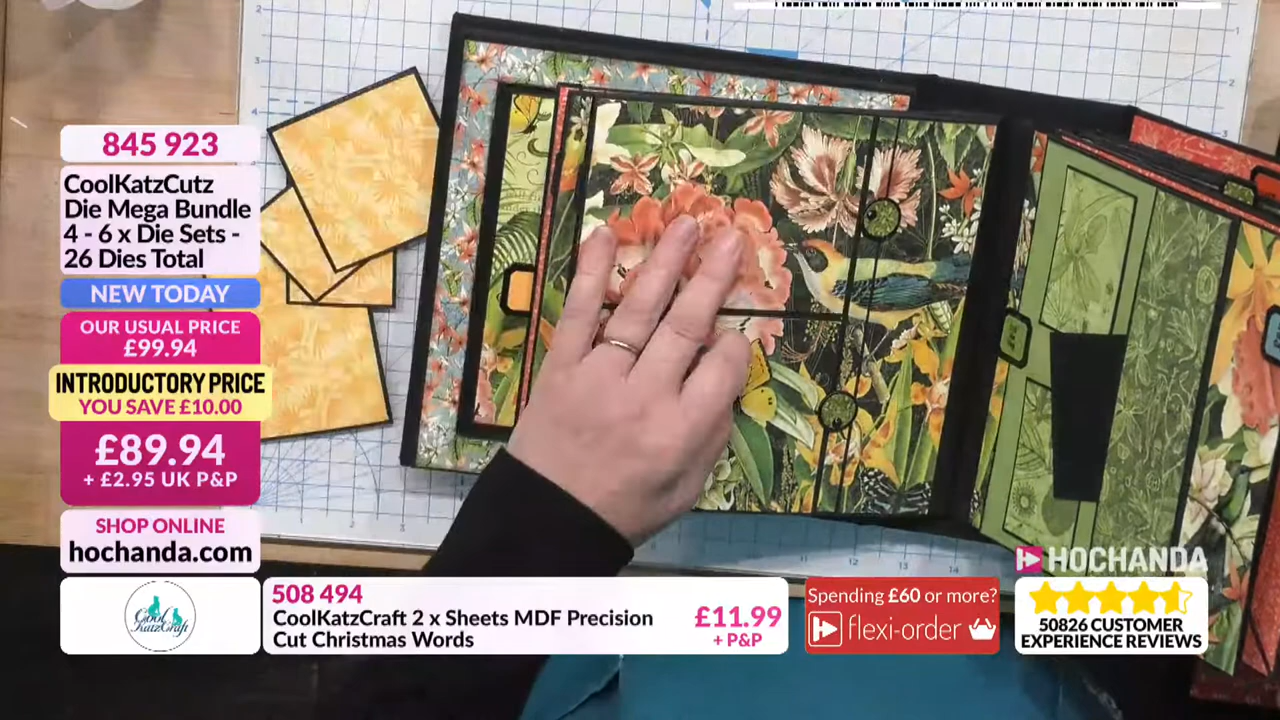 845 923
CoolKatzCutz
Die Mega Bundle
4 - 6 x Die Sets -
26 Dies Total
NEW TODAY
OUR USUAL PRICE
£99.94
INTRODUCTORY PRICE
YOU SAVE £10.00
£89.94
+ £2.95 UK P&P
SHOP ONLINE
hochanda.com
Cool
KatzCraft
508 494
CoolKatzCraft 2 x Sheets MDF Precision
Cut Christmas Words
£11.99
+ P&P
Spending £60 or more?
flexi-order
HOCHANDA
50826 CUSTOMER
EXPERIENCE REVIEWS